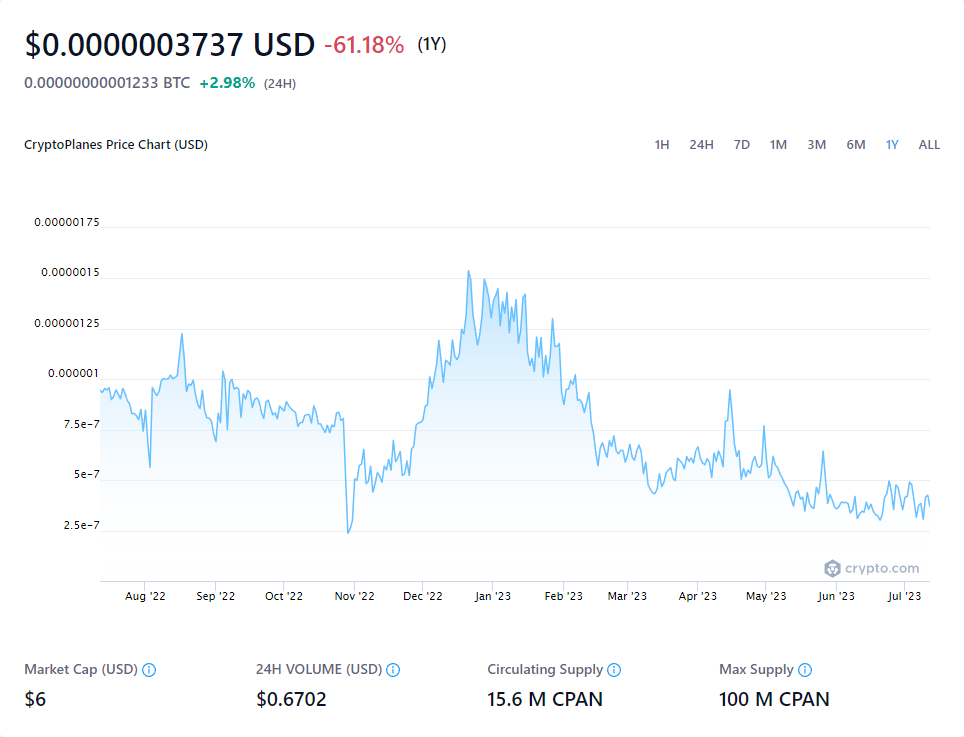 $0.0000003737 USD -61.18% (1Y)
0.00000000001233 BTC +2.98% (24H)
CryptoPlanes Price Chart (USD) 1H 24H 7D 1M 3M 6M 1Y ALL
0.00000175
0.0000015
0.00000125
0.000001
7.5e-7
5e-7
2.5e-7
crypto.com
Aug '22 Sep '22 Oct '22 Nov '22 Dec '22 Jan '23 Feb '23 Mar '23 Apr '23 May '23 Jun '23 Jul '23
Market Cap (USD) 24H VOLUME (USD) Circulating Supply Max Supply
$6 $0.6702 15.6 M CPAN 100 M CPAN